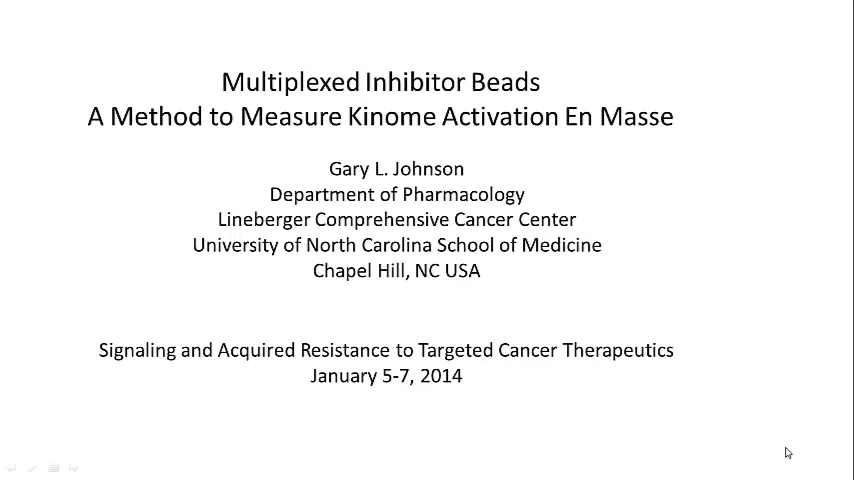 Multiplexed Inhibitor Beads
A Method to Measure Kinome Activation En Masse
Gary L. Johnson
Department of Pharmacology
Lineberger Comprehensive Cancer Center
University of North Carolina School of Medicine
Chapel Hill, NC USA
Signaling and Acquired Resistance to Targeted Cancer Therapeutics
January 5-7, 2014